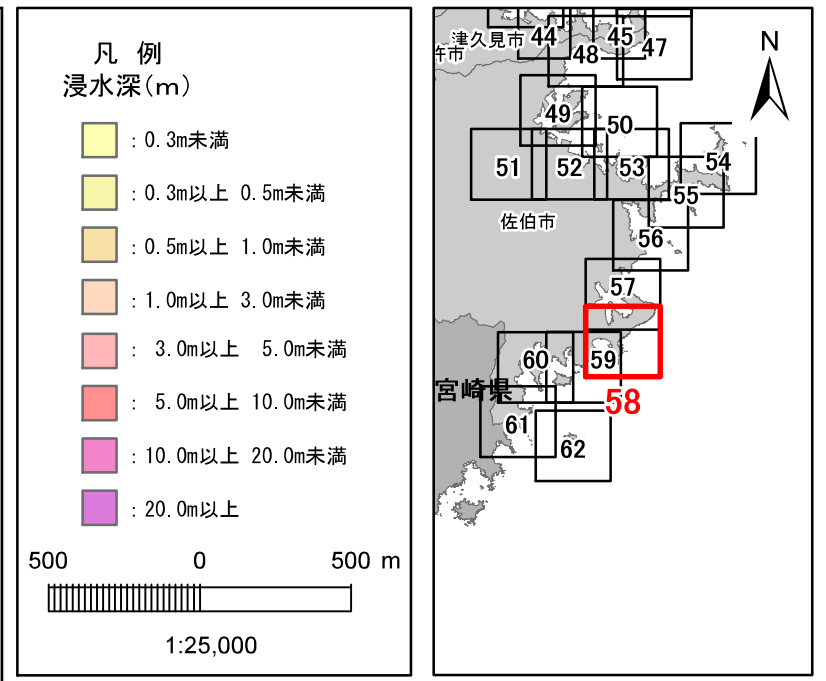 凡 例
浸水深(m)
: 0.3m未満
: 0.3m以上 0.5m未満
: 0.5m以上 1.0m未満
: 1.0m以上 3.0m未満
: 3.0m以上 5.0m未満
: 5.0m以上 10.0m未満
: 10.0m以上 20.0m未満
: 20.0m以上
500 0 500 m
1:25,000
津久見市 44 45
杵市 48 47
N
49
50
51 52 53 54
55
佐伯市
56
57
60 59
宮崎県 58
61
62